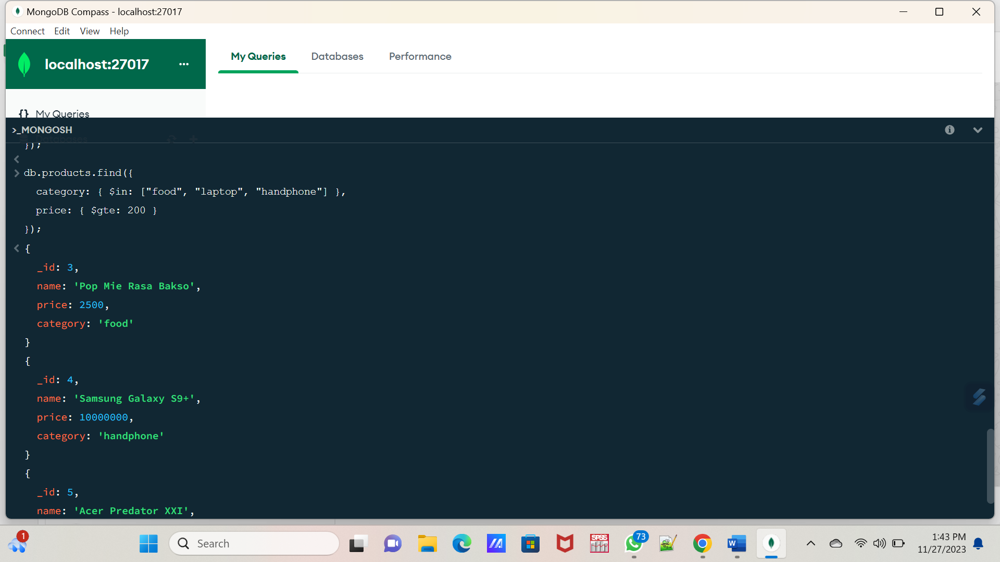 MongoDB Compass - localhost:27017
Connect Edit View Help
localhost:27017 ...
My Queries Databases Performance
{} My Queries
>_MONGOSH
Databases
});
db.products.find({
category: { $in: ["food", "laptop", "handphone"] },
price: { $gte: 200 }
});
{
_id: 3,
name: 'Pop Mie Rasa Bakso',
price: 2500,
category: 'food'
}
{
_id: 4,
name: 'Samsung Galaxy S9+',
price: 10000000,
category: 'handphone'
}
{
_id: 5,
name: 'Acer Predator XXI',
1
Search
SPSS
73
W
1:43 PM
11/27/2023